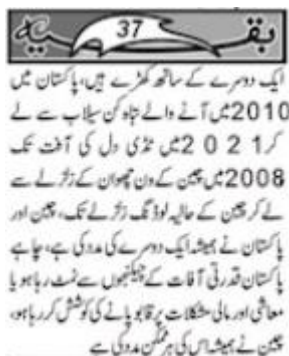 بقیہ 37
ایک دوسرے کے ساتھ کھڑے ہیں، پاکستان میں
2010 میں آنے والے تباہ کن سیلاب سے لے
کر 2021 میں ٹڈی دل کی آفت تک
2008 میں چین کے ون چھوان کے زلزلے سے
لے کر چین کے حالیہ لوڈنگ زلزلے تک، چین اور
پاکستان نے ہمیشہ ایک دوسرے کی مدد کی ہے، چاہے
پاکستان قدرتی آفات کے چیلنجوں سے نمٹ رہا ہو یا
معاشی اور مالی مشکلات پر قابو پانے کی کوشش کر رہا ہو،
چین نے ہمیشہ اس کی ہر ممکن مدد کی ہے